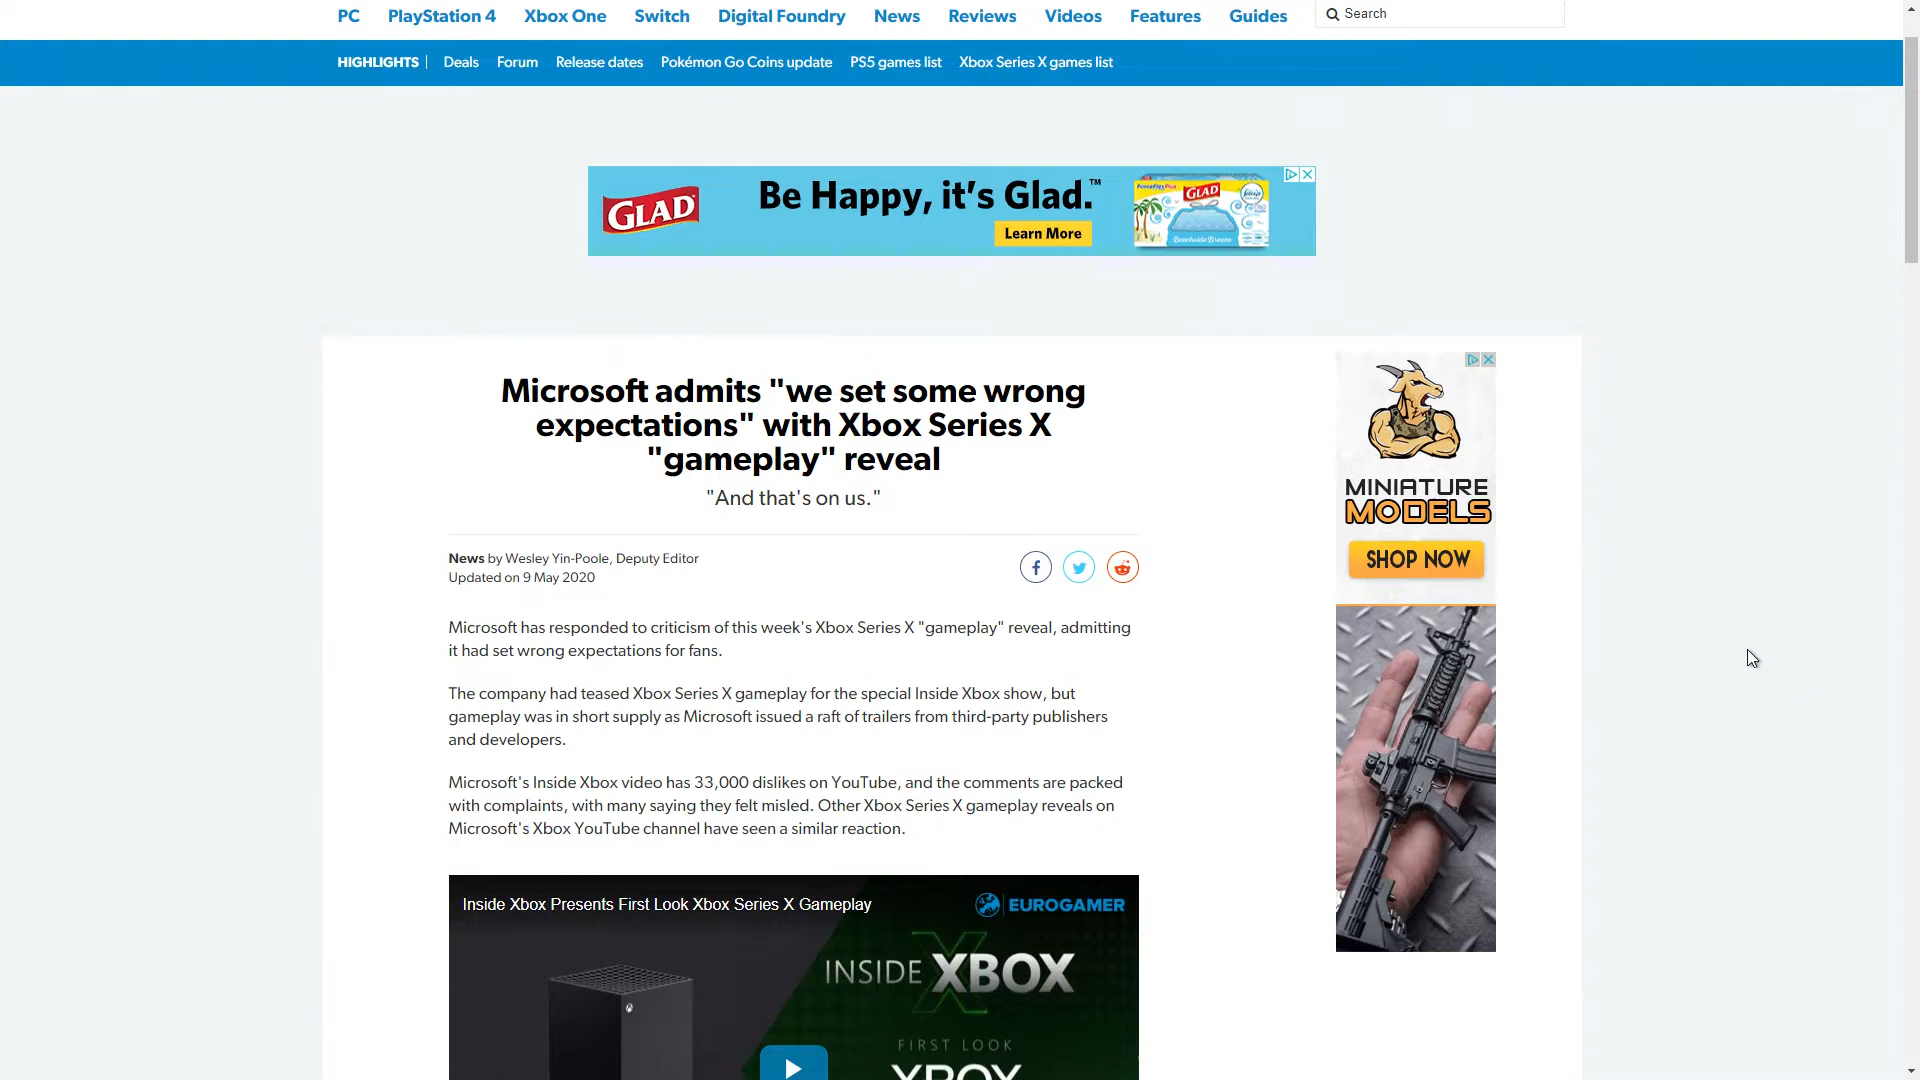 PC PlayStation 4 Xbox One Switch Digital Foundry News Reviews Videos Features Guides Search
HIGHLIGHTS Deals Forum Release dates Pokémon Go Coins update PS5 games list Xbox Series X games list
GLAD
Be Happy, it's Glad.™
Learn More
ForceFlexPlus
GLAD
febreze
Beachside Breeze
Microsoft admits "we set some wrong
expectations" with Xbox Series X
"gameplay" reveal
"And that's on us."
News by Wesley Yin-Poole, Deputy Editor
Updated on 9 May 2020
Microsoft has responded to criticism of this week's Xbox Series X "gameplay" reveal, admitting
it had set wrong expectations for fans.
The company had teased Xbox Series X gameplay for the special Inside Xbox show, but
gameplay was in short supply as Microsoft issued a raft of trailers from third-party publishers
and developers.
Microsoft's Inside Xbox video has 33,000 dislikes on YouTube, and the comments are packed
with complaints, with many saying they felt misled. Other Xbox Series X gameplay reveals on
Microsoft's Xbox YouTube channel have seen a similar reaction.
Inside Xbox Presents First Look Xbox Series X Gameplay
EUROGAMER
INSIDE XBOX
FIRST LOOK
XBOX
MINIATURE
MODELS
SHOP NOW